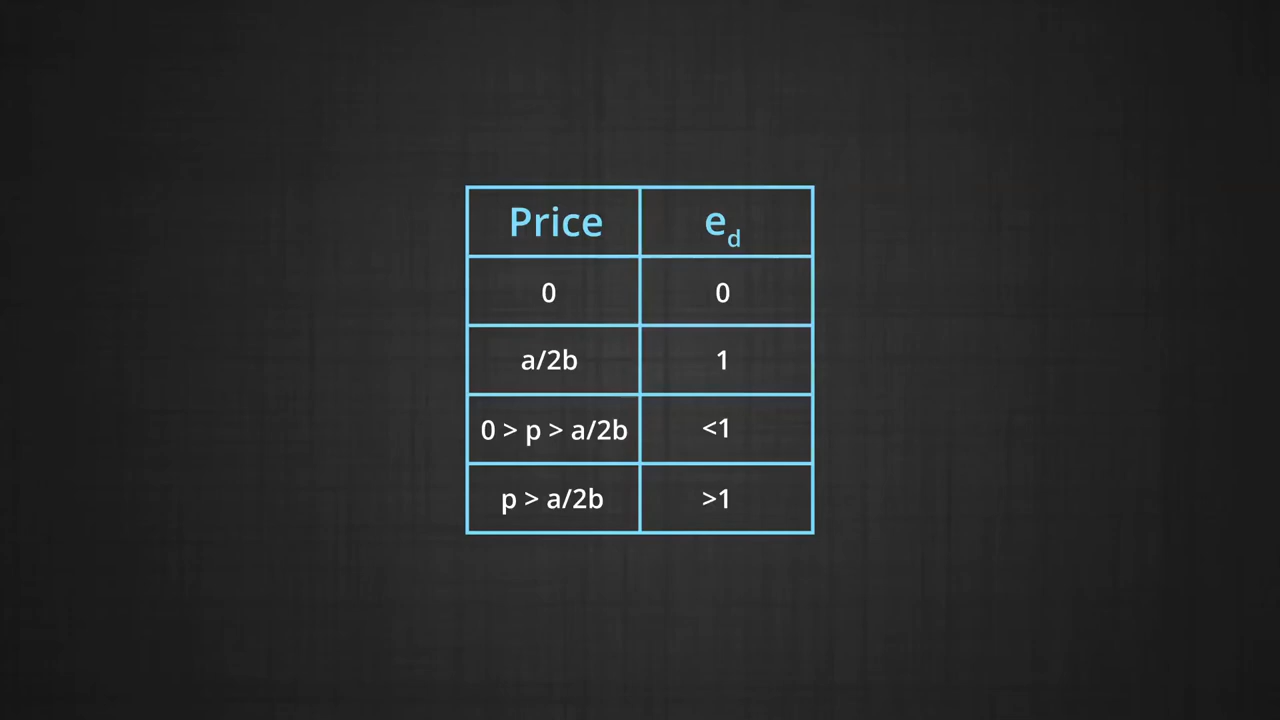 Price e_d
0 0
a/2b 1
0 > p > a/2b <1
p > a/2b >1